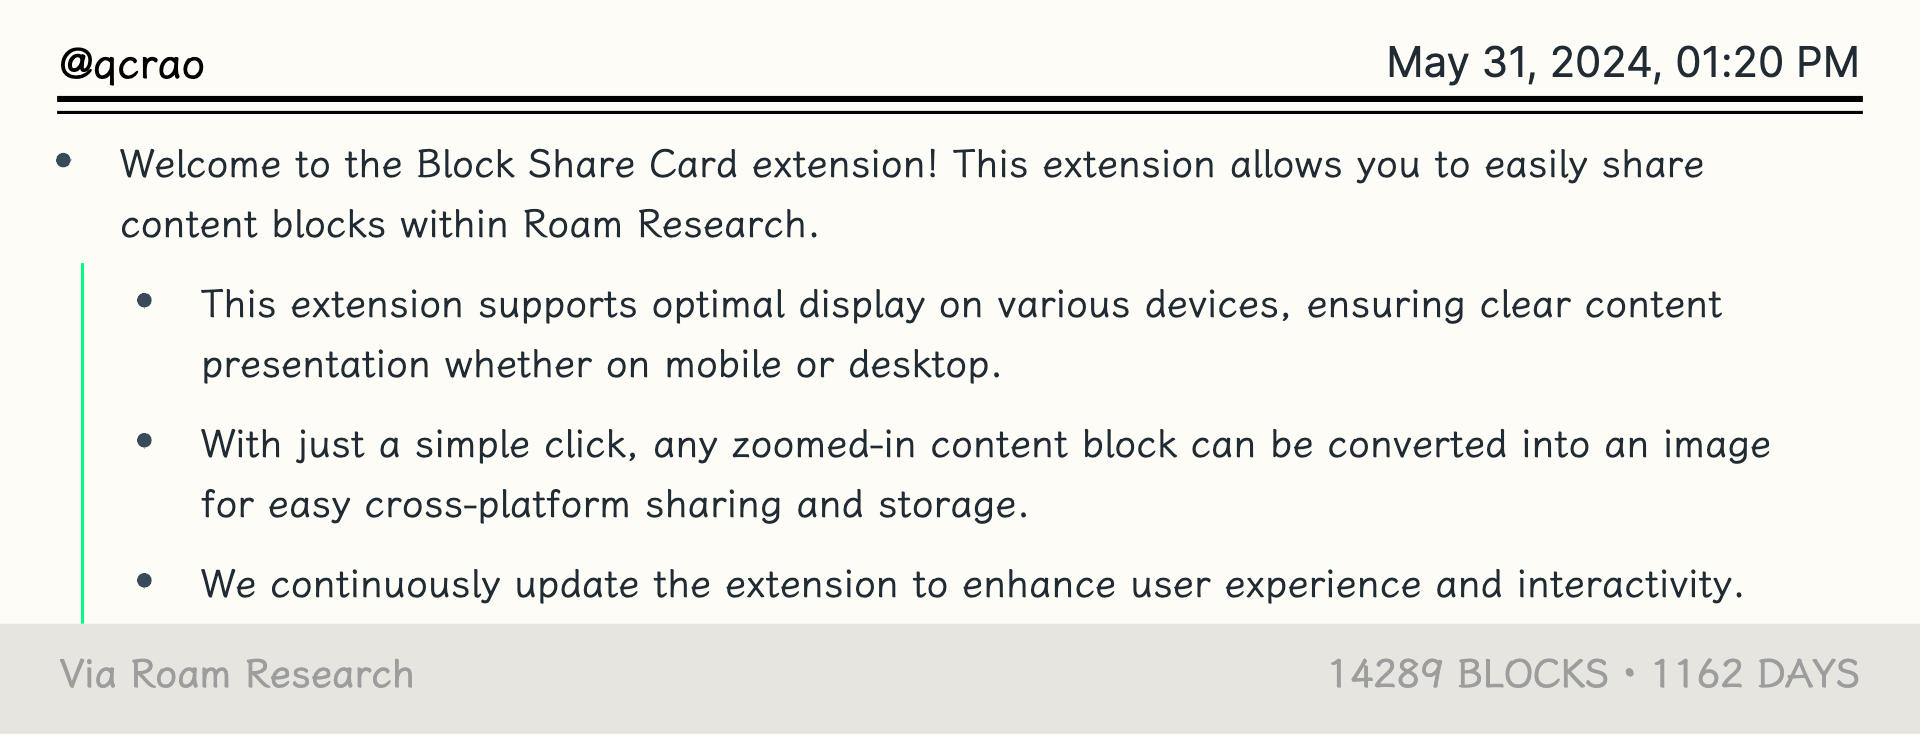 @qcrao
May 31, 2024, 01:20 PM
• Welcome to the Block Share Card extension! This extension allows you to easily share
content blocks within Roam Research.
• This extension supports optimal display on various devices, ensuring clear content
presentation whether on mobile or desktop.
• With just a simple click, any zoomed-in content block can be converted into an image
for easy cross-platform sharing and storage.
• We continuously update the extension to enhance user experience and interactivity.
Via Roam Research
14289 BLOCKS • 1162 DAYS